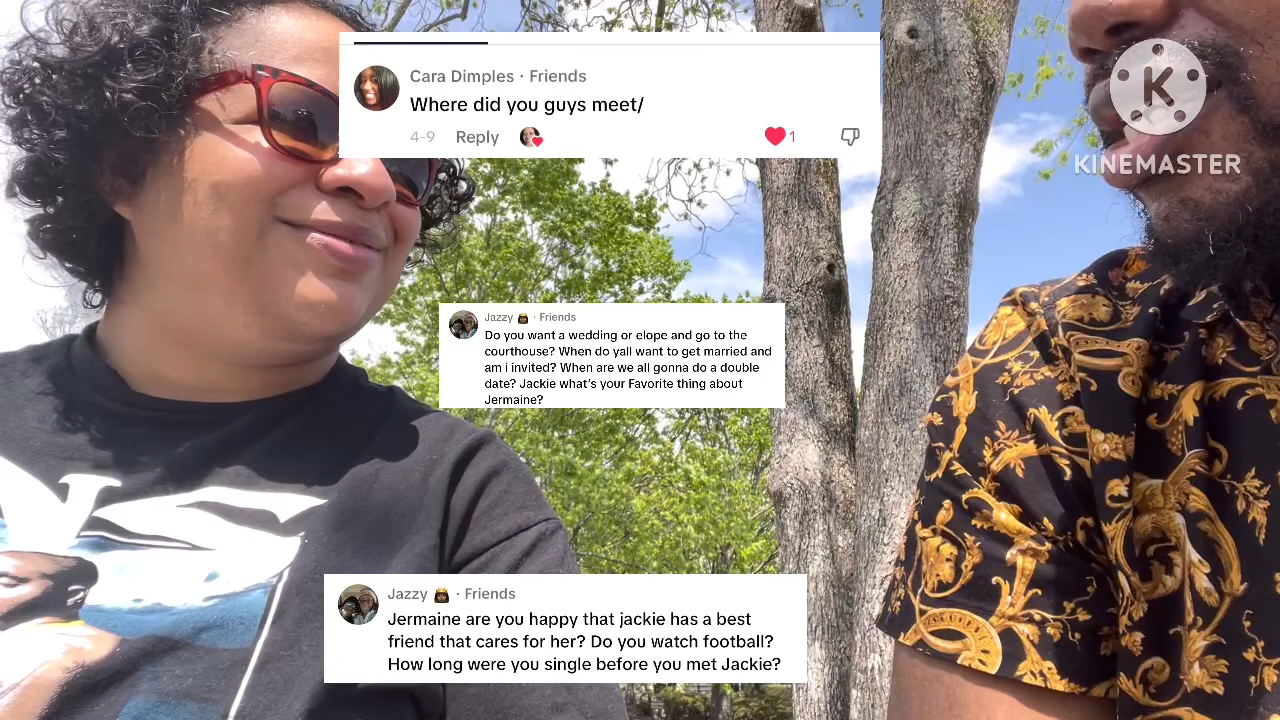 Cara Dimples · Friends
Where did you guys meet/
4-9 Reply 1
K
KINEMASTER
Jazzy · Friends
Do you want a wedding or elope and go to the
courthouse? When do yall want to get married and
am i invited? When are we all gonna do a double
date? Jackie what's your Favorite thing about
Jermaine?
Jazzy · Friends
Jermaine are you happy that jackie has a best
friend that cares for her? Do you watch football?
How long were you single before you met Jackie?